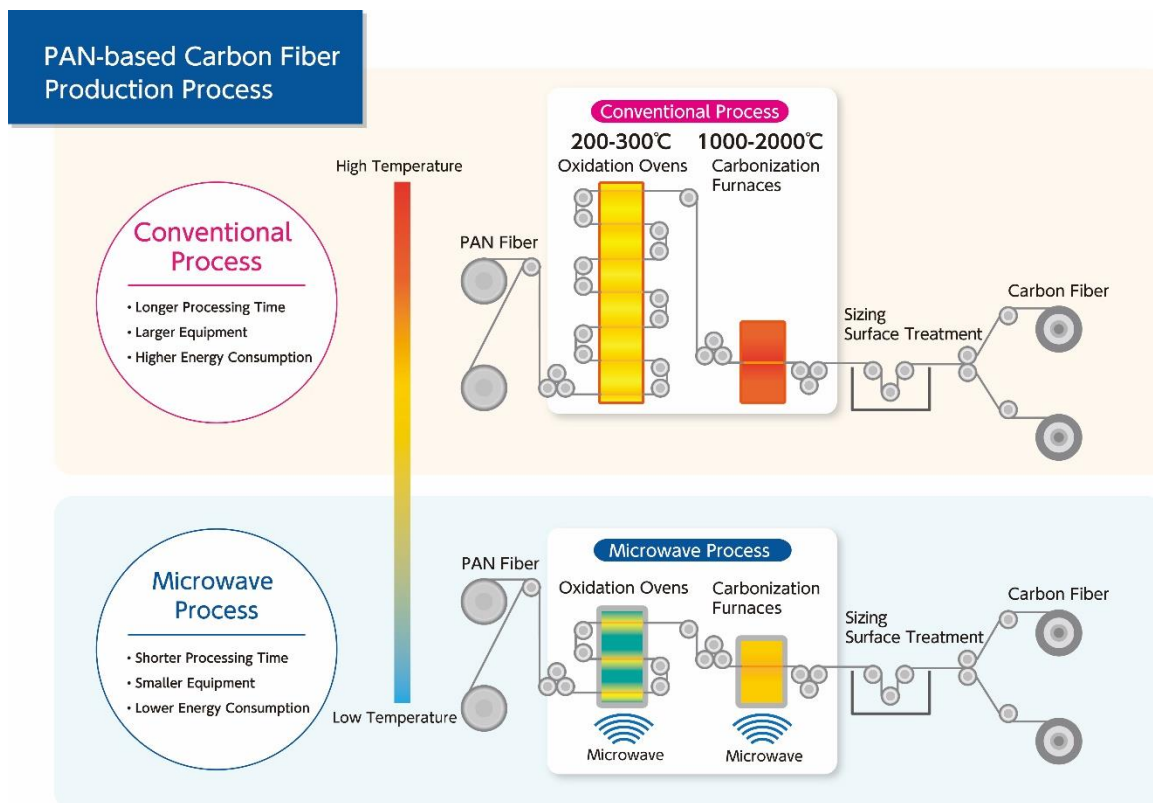 PAN-based Carbon Fiber
Production Process
Conventional Process
200-300℃
1000-2000℃
Oxidation Ovens
Carbonization
Furnaces
High Temperature
Conventional
Process
• Longer Processing Time
• Larger Equipment
• Higher Energy Consumption
PAN Fiber
Sizing
Surface Treatment
Carbon Fiber
Microwave Process
Oxidation Ovens
Carbonization
Furnaces
Microwave
Process
• Shorter Processing Time
• Smaller Equipment
• Lower Energy Consumption
Low Temperature
PAN Fiber
Sizing
Surface Treatment
Carbon Fiber
Microwave
Microwave